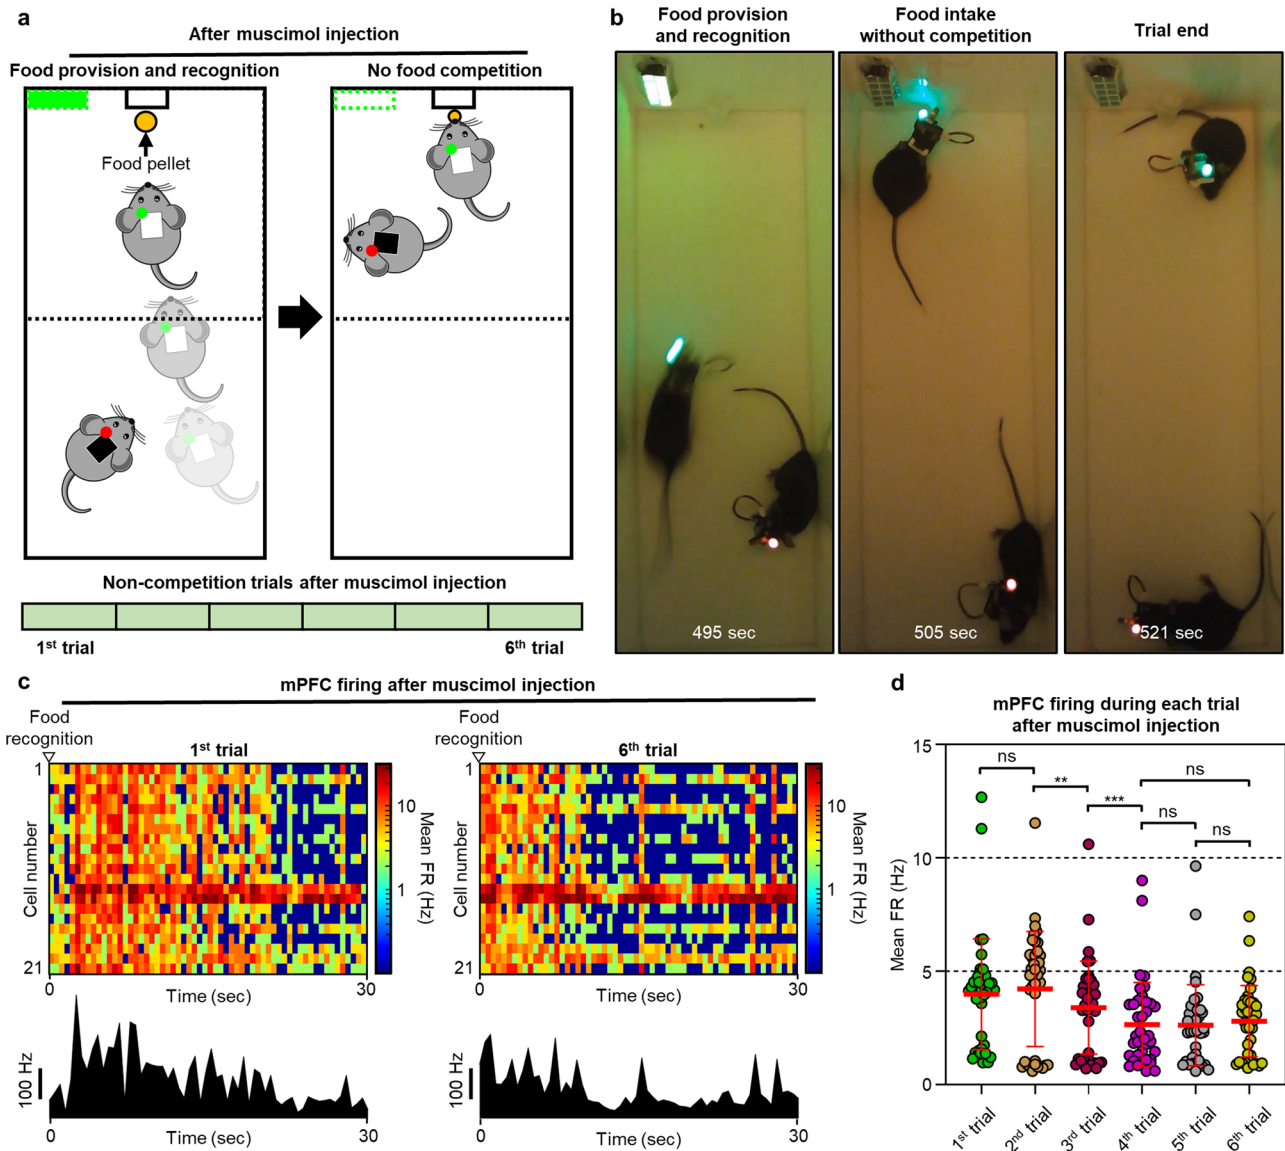 a
After muscimol injection
Food provision and recognition
No food competition
Food pellet
Non-competition trials after muscimol injection
1st trial
6th trial
b
Food provision
and recognition
Food intake
without competition
Trial end
495 sec
505 sec
521 sec
c
mPFC firing after muscimol injection
Food
recognition
1st trial
1
Cell number
21
0
30
Time (sec)
10
1
Mean FR (Hz)
100 Hz
0
30
Time (sec)
Food
recognition
6th trial
1
Cell number
21
0
30
Time (sec)
10
1
Mean FR (Hz)
100 Hz
0
30
Time (sec)
d
mPFC firing during each trial
after muscimol injection
15
10
5
0
Mean FR (Hz)
ns
**
***
ns
ns
ns
1st trial
2nd trial
3rd trial
4th trial
5th trial
6th trial